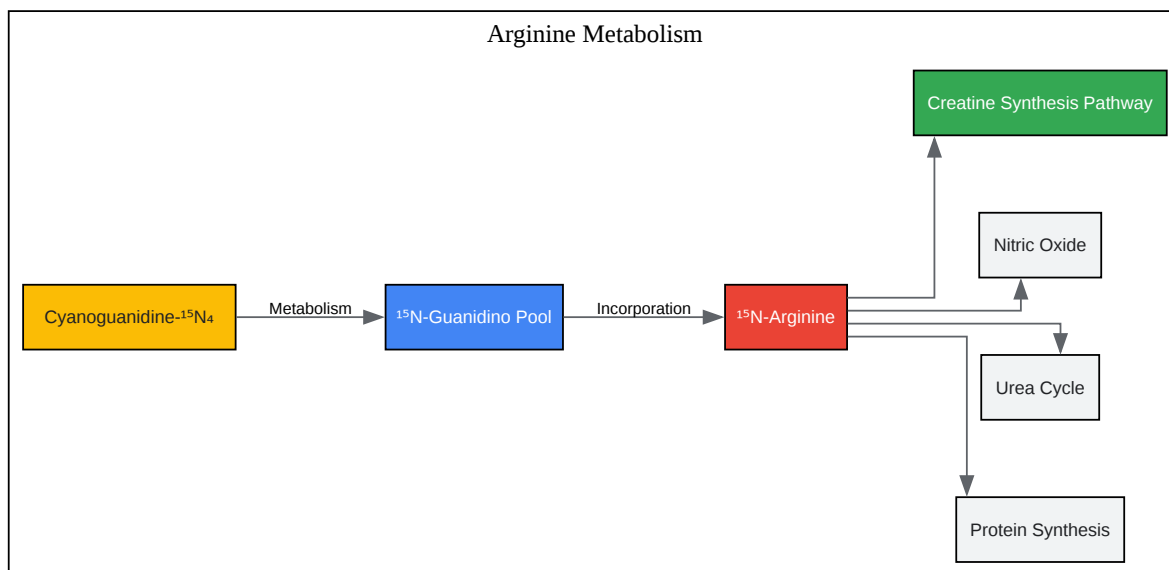 Arginine Metabolism
Creatine Synthesis Pathway
Nitric Oxide
Cyanoguanidine-¹⁵N₄
Metabolism
¹⁵N-Guanidino Pool
Incorporation
¹⁵N-Arginine
Urea Cycle
Protein Synthesis